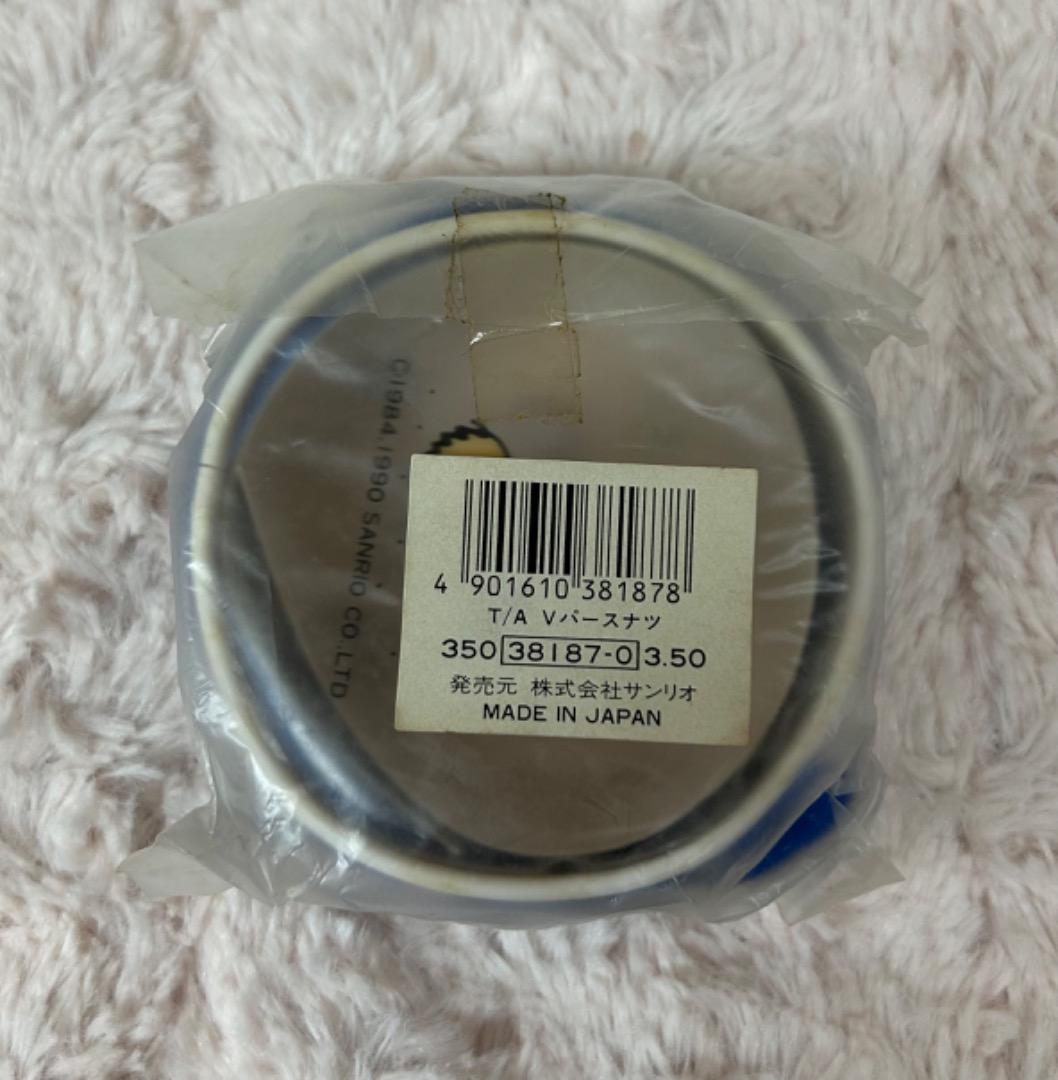 ©1984,1990 SANRIO CO.,LTD
4 901610 381878
T/A Vパースナツ
350 38187-0 3.50
発売元 株式会社サンリオ
MADE IN JAPAN